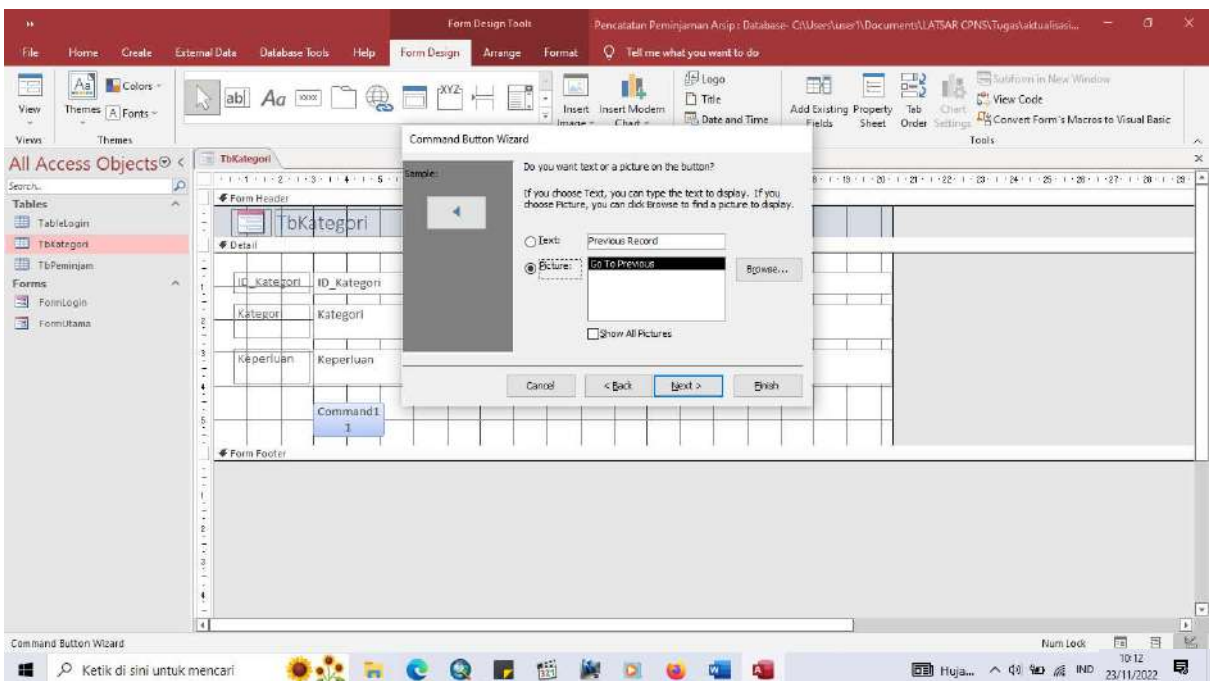 Form Design Tools
Pencatatan Peminjaman Arsip : Database- C:\Users\user1\Documents\LATSAR CPNS\Tugas\aktualisasi...
File Home Create External Data Database Tools Help Form Design Arrange Format Tell me what you want to do
View
Views
Themes
Colors
Fonts
Themes
Insert Image
Insert Modern Chart
Logo
Title
Date and Time
Add Existing Fields
Property Sheet
Tab Order
Chart Settings
Subform in New Window
View Code
Convert Form's Macros to Visual Basic
Tools
All Access Objects
Search...
Tables
TableLogin
TbKategori
TbPeminjam
Forms
FormLogin
FormUtama
TbKategori
Form Header
TbKategori
Detail
ID_Kategori ID_Kategori
Kategori Kategori
Keperluan Keperluan
Command1
1
Form Footer
Command Button Wizard
Sample:
Do you want text or a picture on the button?
If you choose Text, you can type the text to display. If you
choose Picture, you can click Browse to find a picture to display.
Text: Previous Record
Picture: Go To Previous
Browse...
Show All Pictures
Cancel < Back Next > Finish
Command Button Wizard
Num Lock
Ketik di sini untuk mencari
Huja...
IND
10:12
23/11/2022